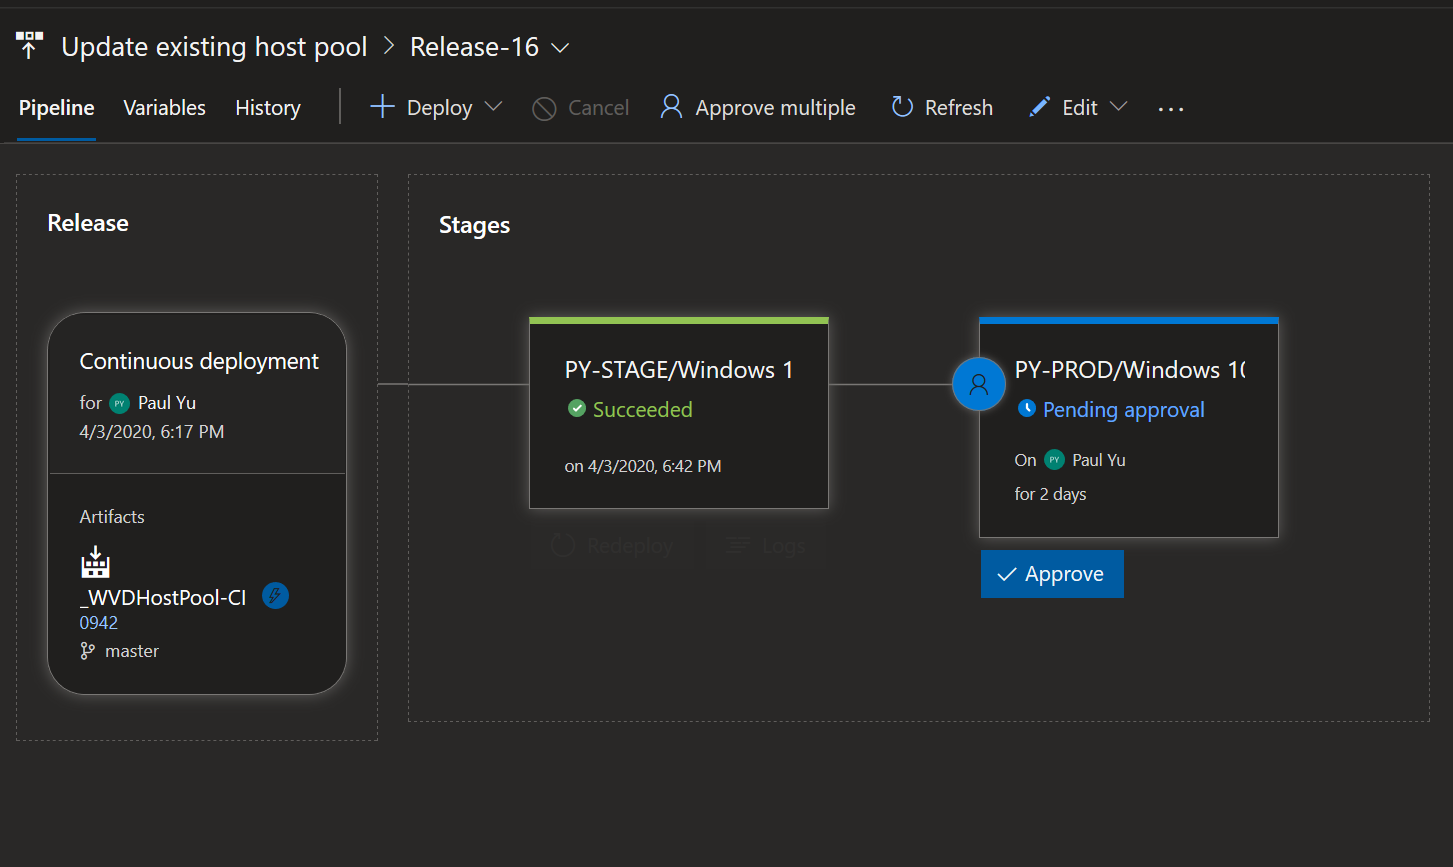 Update existing host pool > Release-16
Pipeline Variables History Deploy Cancel Approve multiple Refresh Edit ...
Release
Continuous deployment
for PY Paul Yu
4/3/2020, 6:17 PM
Artifacts
_WVDHostPool-CI
0942
master
Stages
PY-STAGE/Windows 1
Succeeded
on 4/3/2020, 6:42 PM
Redeploy Logs
PY-PROD/Windows 10
Pending approval
On PY Paul Yu
for 2 days
Approve